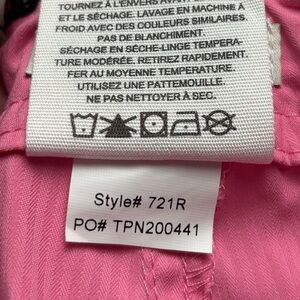 TOURNEZ À L'ENVERS AVANT
ET LE SÉCHAGE. LAVAGE EN MACHINE À
FROID AVEC DES COULEURS SIMILAIRES.
PAS DE BLANCHIMENT.
SÉCHAGE EN SÈCHE-LINGE TEMPERA-
TURE MODÉRÉE. RETIREZ RAPIDEMENT.
FER AU MOYENNE TEMPERATURE.
UTILISEZ UNE PATTEMOUILLE.
NE PAS NETTOYER À SEC.
Style# 721R
PO# TPN200441